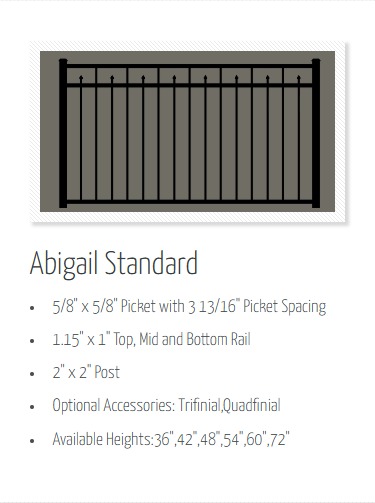 Abigail Standard
5/8" x 5/8" Picket with 3 13/16" Picket Spacing
1.15" x 1" Top, Mid and Bottom Rail
2" x 2" Post
Optional Accessories: Trifinial,Quadfinial
Available Heights:36",42",48",54",60",72"